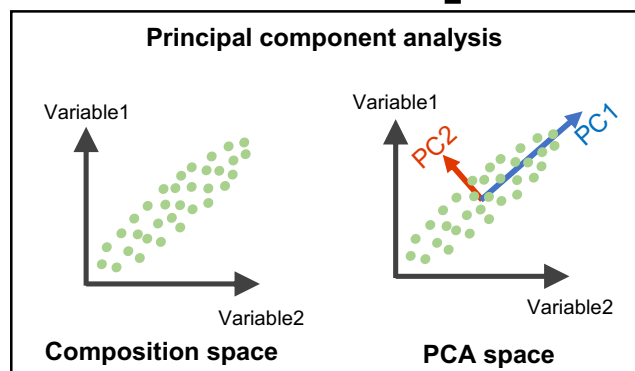 Principal component analysis
Variable1
Variable2
Composition space
Variable1
PC2
PC1
Variable2
PCA space